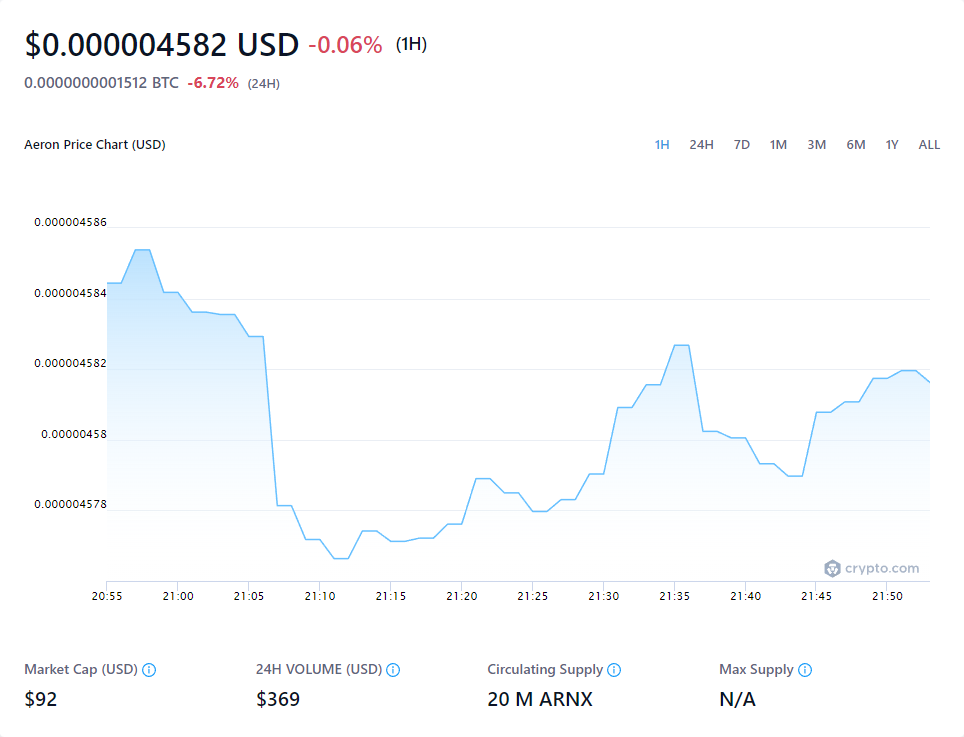 $0.000004582 USD -0.06% (1H)
0.0000000001512 BTC -6.72% (24H)
Aeron Price Chart (USD) 1H 24H 7D 1M 3M 6M 1Y ALL
0.000004586
0.000004584
0.000004582
0.00000458
0.000004578
crypto.com
20:55 21:00 21:05 21:10 21:15 21:20 21:25 21:30 21:35 21:40 21:45 21:50
Market Cap (USD) 24H VOLUME (USD) Circulating Supply Max Supply
$92 $369 20 M ARNX N/A